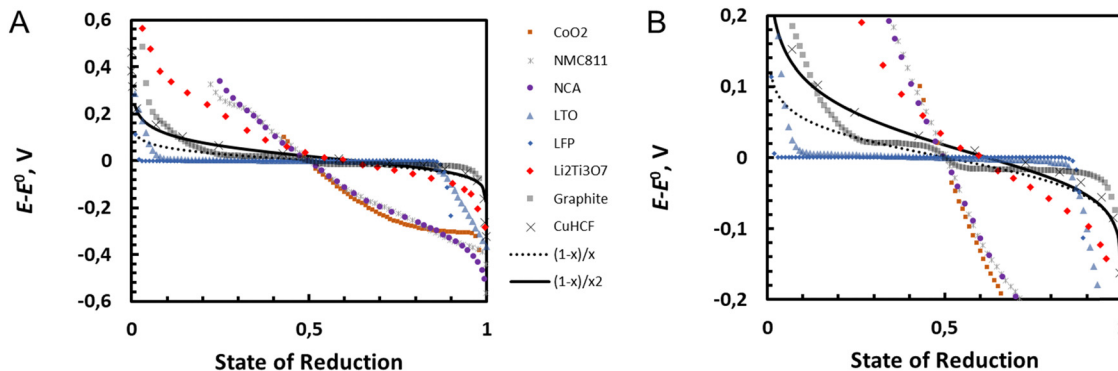 A
E-E⁰, V
0,6
0,4
0,2
0
-0,2
-0,4
-0,6
0
0,5
1
State of Reduction
CoO2
NMC811
NCA
LTO
LFP
Li2Ti3O7
Graphite
CuHCF
(1-x)/x
(1-x)/x2
B
E-E⁰, V
0,2
0,1
0
-0,1
-0,2
0
0,5
State of Reduction